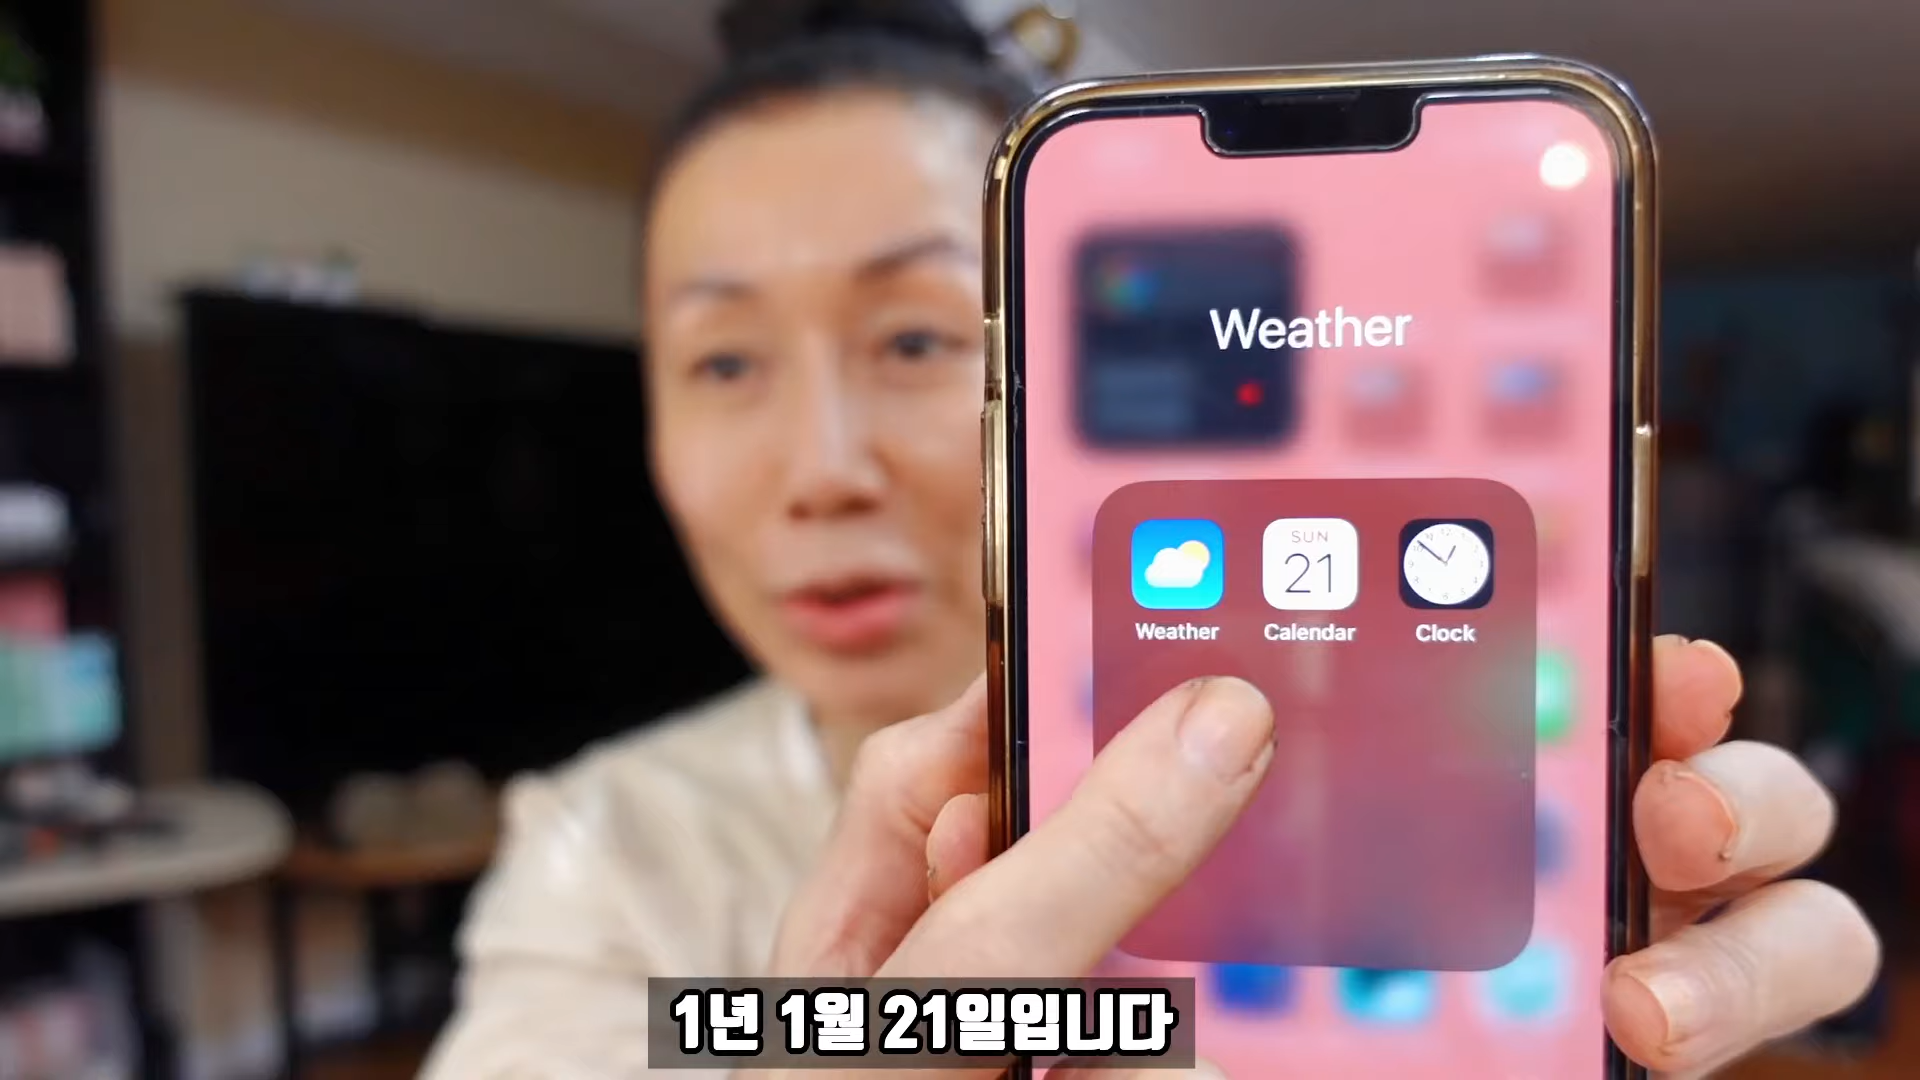 Weather
SUN
21
Weather Calendar Clock
1년 1월 21일입니다